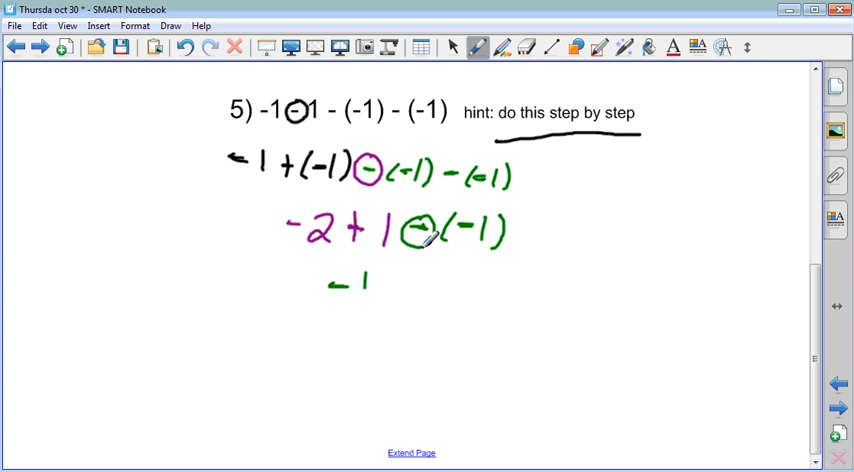 Thursda oct 30 * - SMART Notebook
File Edit View Insert Format Draw Help
5) -1 - 1 - (-1) - (-1) hint: do this step by step
-1 + (-1) - (-1) - (-1)
-2 + 1 - (-1)
-1
Extend Page